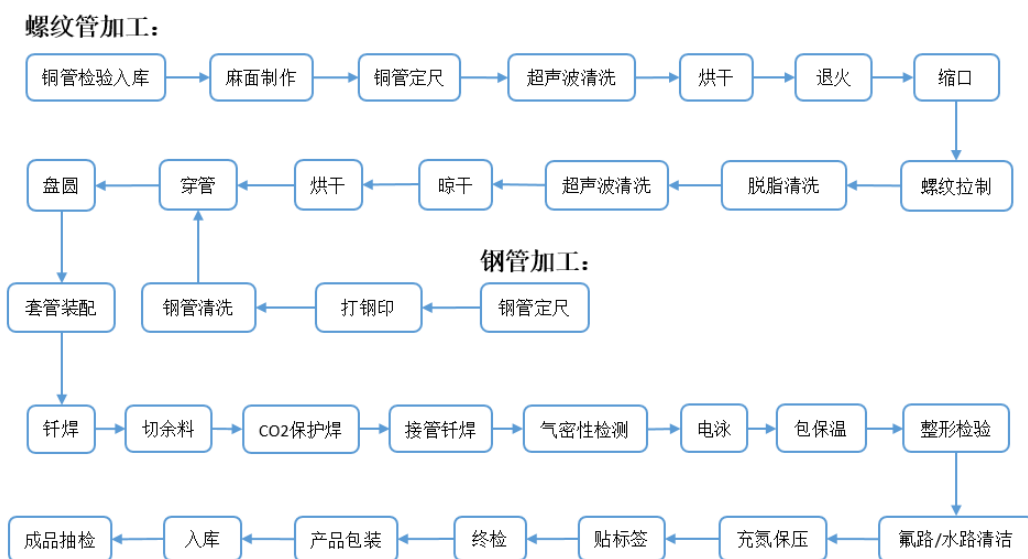 螺纹管加工：
铜管检验入库
麻面制作
铜管定尺
超声波清洗
烘干
退火
缩口
盘圆
穿管
烘干
晾干
超声波清洗
脱脂清洗
螺纹拉制
钢管加工：
套管装配
钢管清洗
打钢印
钢管定尺
钎焊
切余料
CO2保护焊
接管钎焊
气密性检测
电泳
包保温
整形检验
成品抽检
入库
产品包装
终检
贴标签
充氮保压
氟路/水路清洁